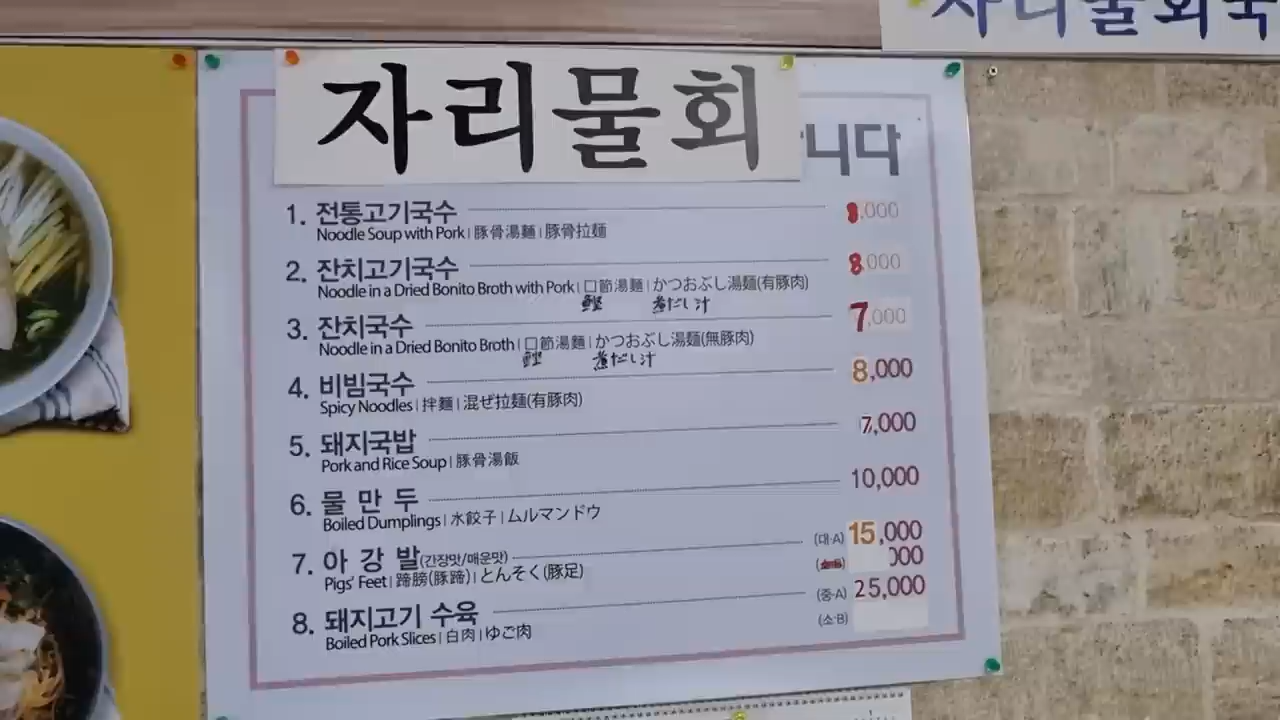 자리물회국
자리물회
니다
1. 전통고기국수 8,000
Noodle Soup with Pork | 豚骨湯麵 | 豚骨拉麺
2. 잔치고기국수 8,000
Noodle in a Dried Bonito Broth with Pork | 口節湯麵 | かつおぶし湯麺(有豚肉)
鰹 煮だし汁
3. 잔치국수 7,000
Noodle in a Dried Bonito Broth | 口節湯麵 | かつおぶし湯麺(無豚肉)
鰹 煮だし汁
4. 비빔국수 8,000
Spicy Noodles | 拌麵 | 混ぜ拉麺(有豚肉)
5. 돼지국밥 7,000
Pork and Rice Soup | 豚骨湯飯
6. 물 만 두 10,000
Boiled Dumplings | 水餃子 | ムルマンドウ
7. 아 강 발(간장맛/매운맛) (대·A) 15,000
Pigs' Feet | 蹄膀(豚蹄) | とんそく(豚足) 000
8. 돼지고기 수육 (중·A) 25,000
Boiled Pork Slices | 白肉 | ゆご肉 (소·B)